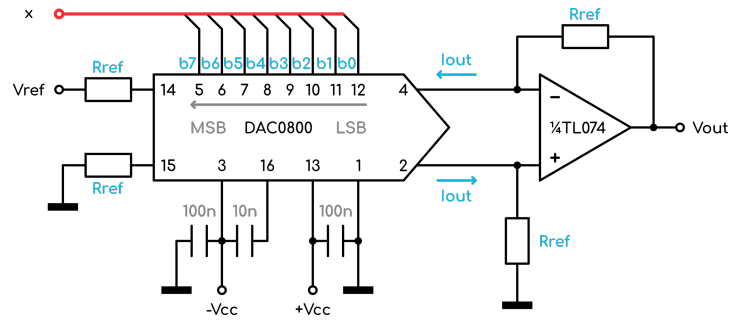 x
b7 b6 b5 b4 b3 b2 b1 b0
Rref
Iout
Rref
Vref
14 5 6 7 8 9 10 11 12 4
−
MSB DAC0800 LSB
¼TL074
Vout
+
15 3 16 13 1 2
Rref
Iout
100n 10n 100n
Rref
-Vcc +Vcc